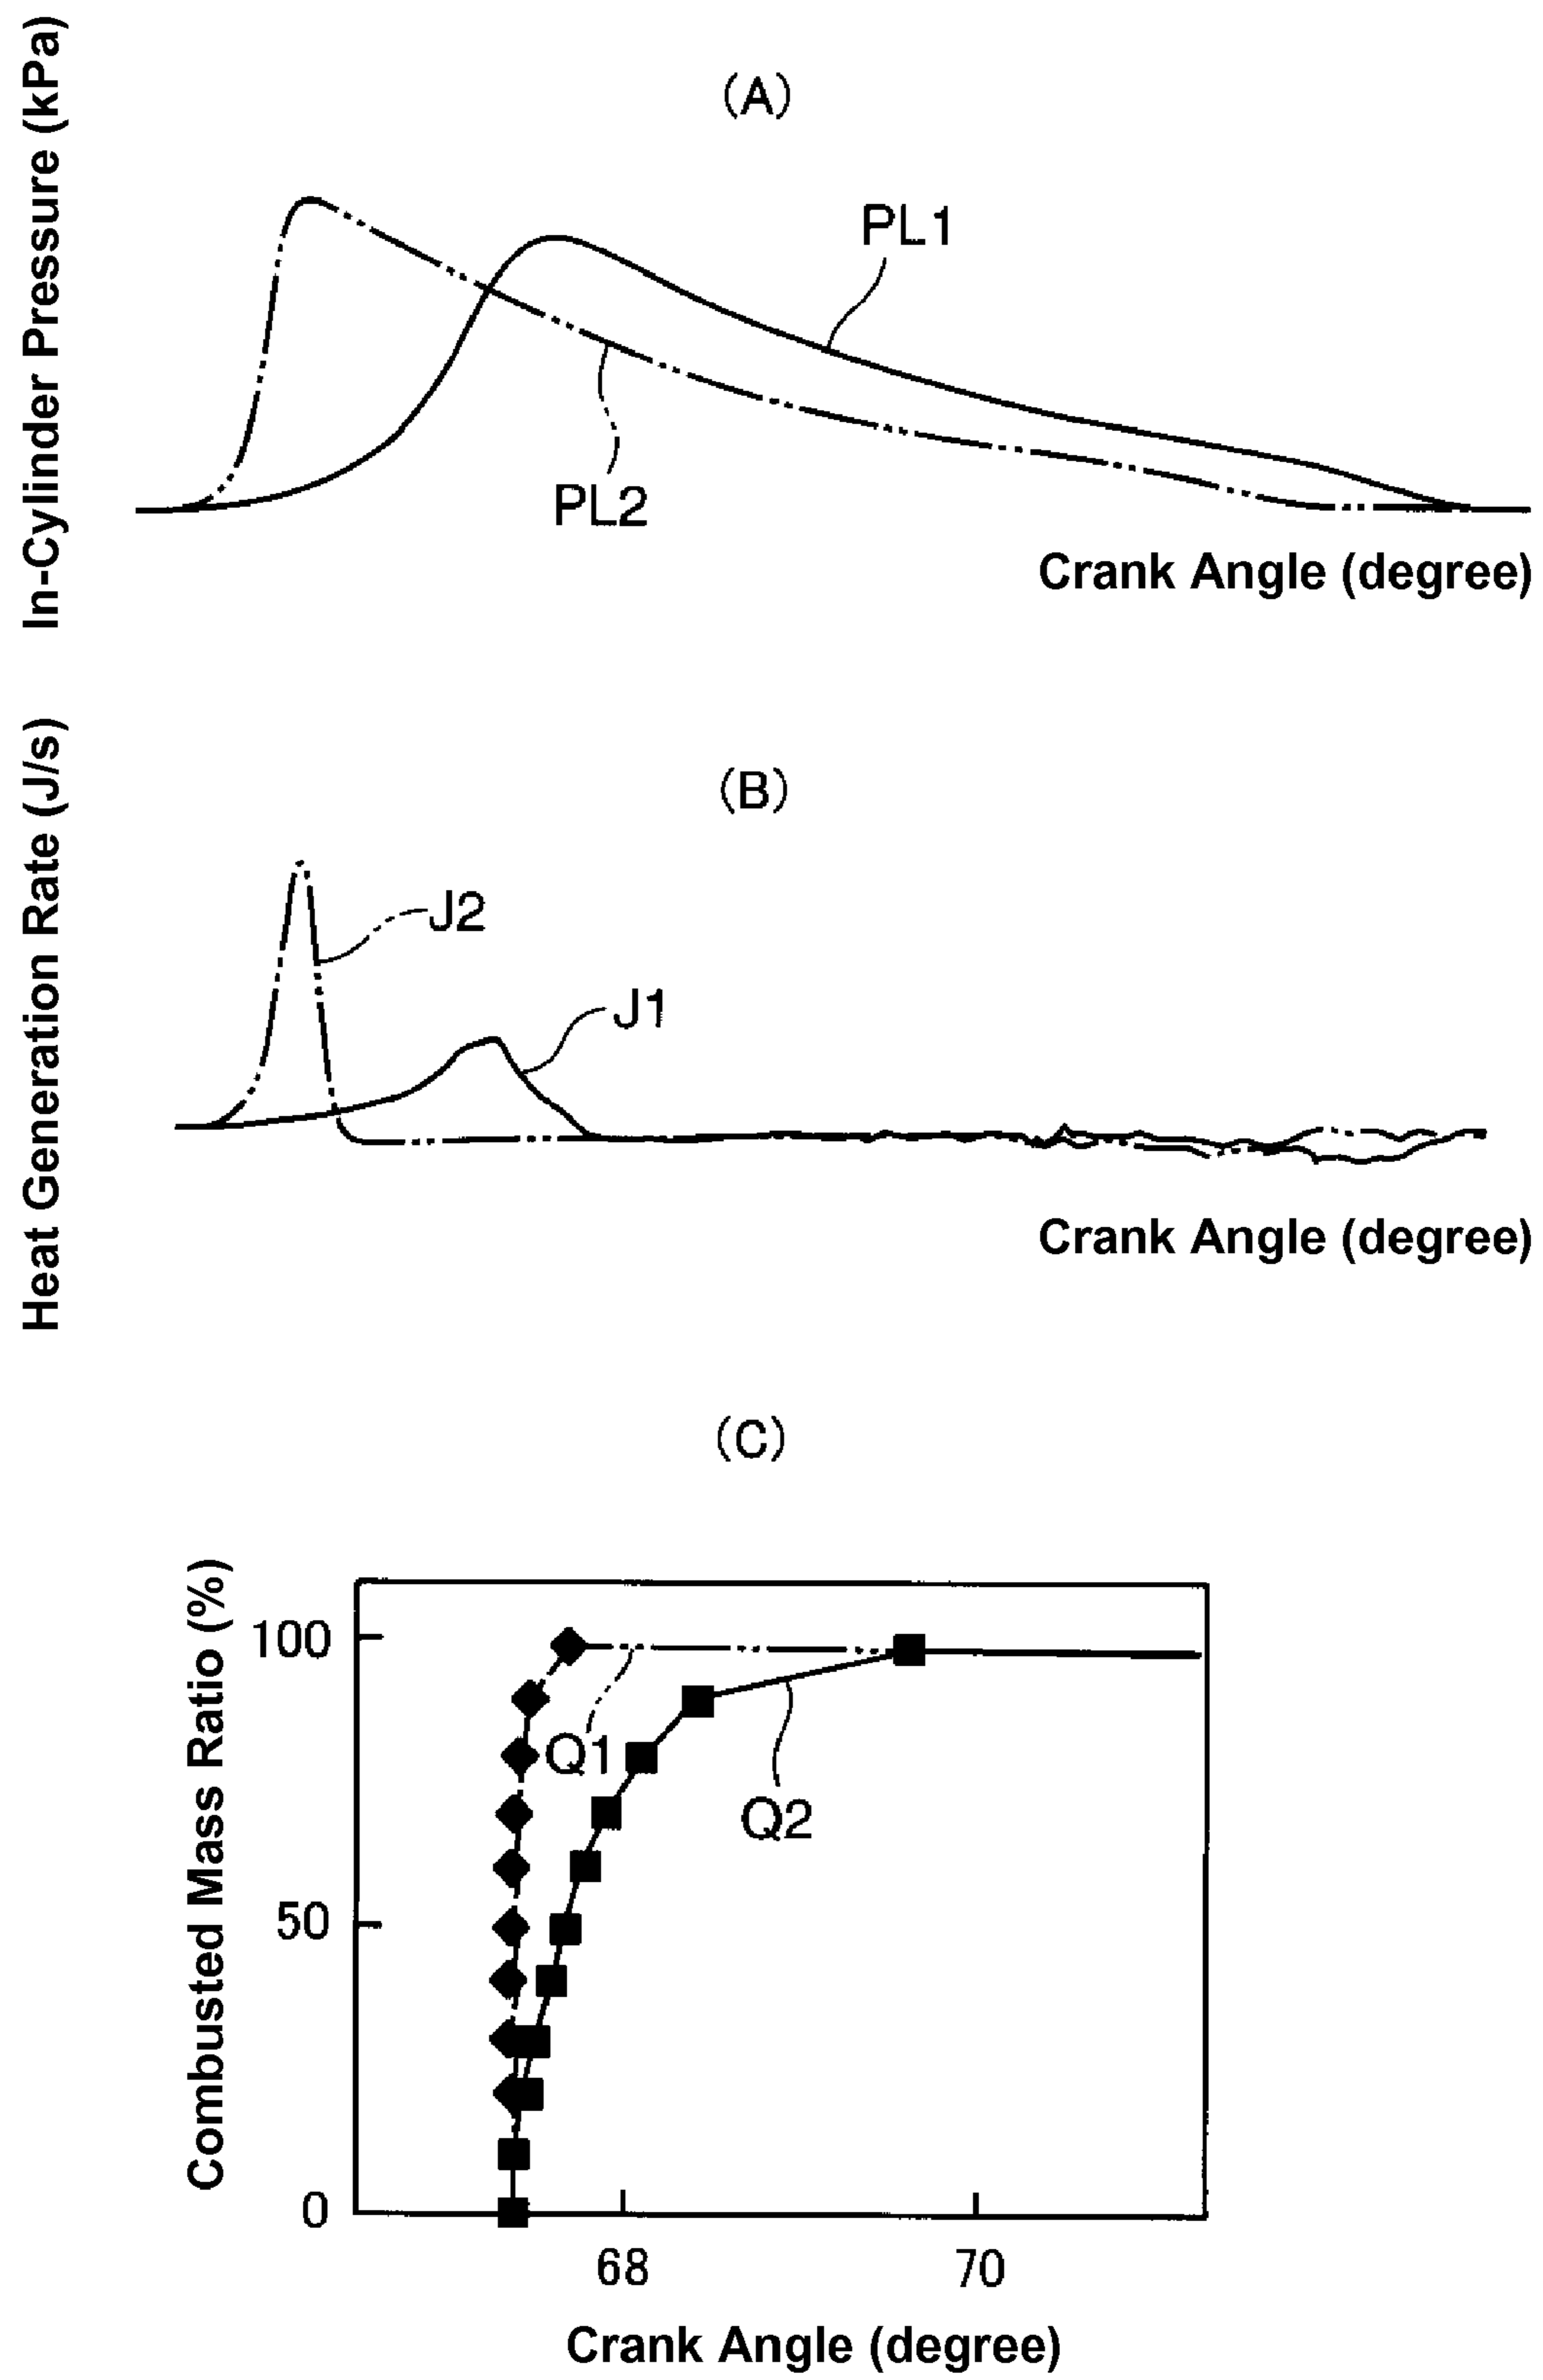 (A)
In-Cylinder Pressure (kPa)
PL1
PL2
Crank Angle (degree)
(B)
Heat Generation Rate (J/s)
J2
J1
Crank Angle (degree)
(C)
Combusted Mass Ratio (%)
100
Q1
Q2
50
0
68 70
Crank Angle (degree)